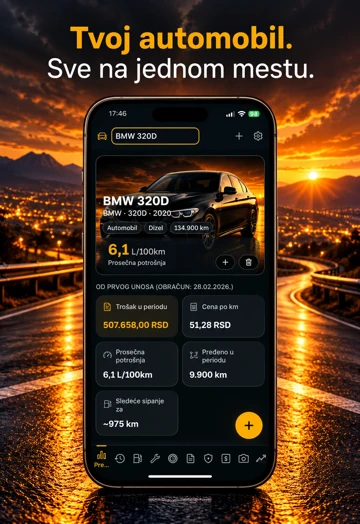 Tvoj automobil.
Sve na jednom mestu.
17:46
BMW 320D
BMW 320D
BMW · 320D · 2020
Automobil Dizel 134.900 km
6,1 L/100km
Prosečna potrošnja
OD PRVOG UNOSA (OBRAČUN: 28.02.2026.)
Trošak u periodu
507.658,00 RSD
Cena po km
51,28 RSD
Prosečna
potrošnja
6,1 L/100km
Pređeno u
periodu
9.900 km
Sledeće sipanje
za
~975 km
Pre...